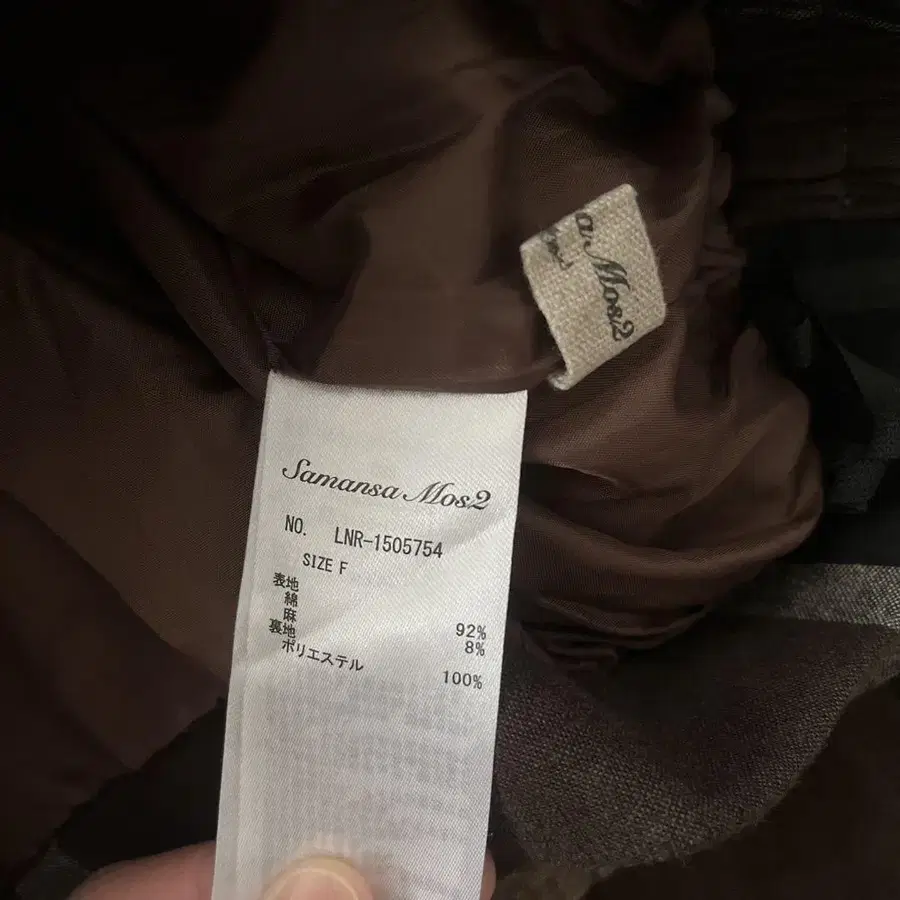 a Mos2
Samansa Mos2
NO. LNR-1505754
SIZE F
表地
綿 92%
麻 8%
裏地
ポリエステル 100%